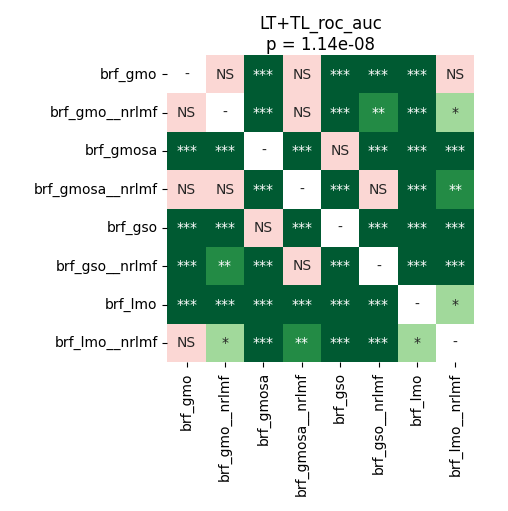 LT+TL_roc_auc
p = 1.14e-08
brf_gmo - NS *** NS *** *** *** NS
brf_gmo__nrlmf NS - *** NS *** ** *** *
brf_gmosa *** *** - *** NS *** *** ***
brf_gmosa__nrlmf NS NS *** - *** NS *** **
brf_gso *** *** NS *** - *** *** ***
brf_gso__nrlmf *** ** *** NS *** - *** ***
brf_lmo *** *** *** *** *** *** - *
brf_lmo__nrlmf NS * *** ** *** *** * -
brf_gmo
brf_gmo__nrlmf
brf_gmosa
brf_gmosa__nrlmf
brf_gso
brf_gso__nrlmf
brf_lmo
brf_lmo__nrlmf